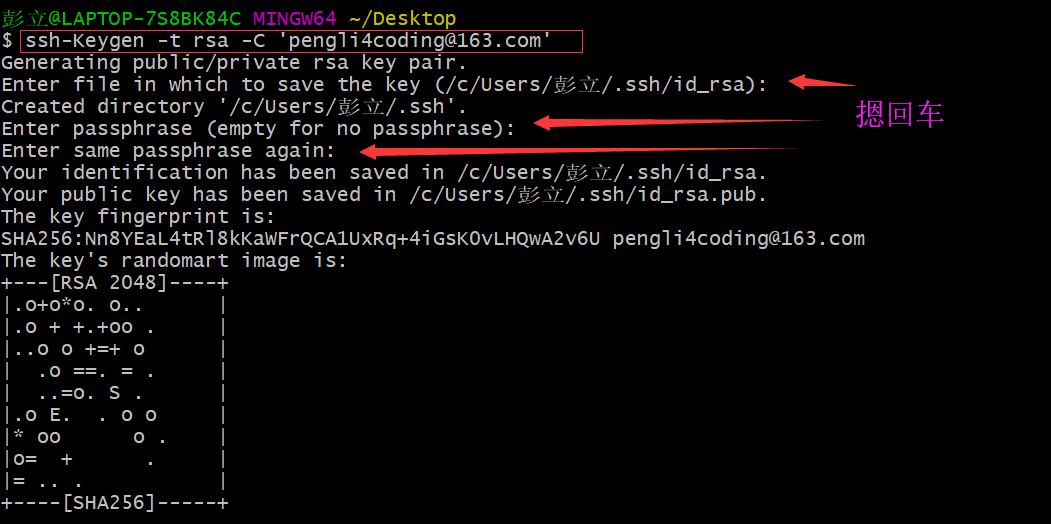 彭立@LAPTOP-7S8BK84C MINGW64 ~/Desktop
$ ssh-Keygen -t rsa -C 'pengli4coding@163.com'
Generating public/private rsa key pair.
Enter file in which to save the key (/c/Users/彭立/.ssh/id_rsa):
Created directory '/c/Users/彭立/.ssh'.
Enter passphrase (empty for no passphrase):
摁回车
Enter same passphrase again:
Your identification has been saved in /c/Users/彭立/.ssh/id_rsa.
Your public key has been saved in /c/Users/彭立/.ssh/id_rsa.pub.
The key fingerprint is:
SHA256:Nn8YEaL4tRl8kKaWFrQCA1UxRq+4iGsK0vLHQwA2v6U pengli4coding@163.com
The key's randomart image is:
+---[RSA 2048]----+
|.o+o*o. o..      |
|.o + +.+oo .     |
|..o o +=+ o      |
|  .o ==. = .     |
|  ..=o. S .      |
|.o E.  . o o     |
|* oo      o .    |
|o=  +      .     |
|= .. .           |
+----[SHA256]-----+